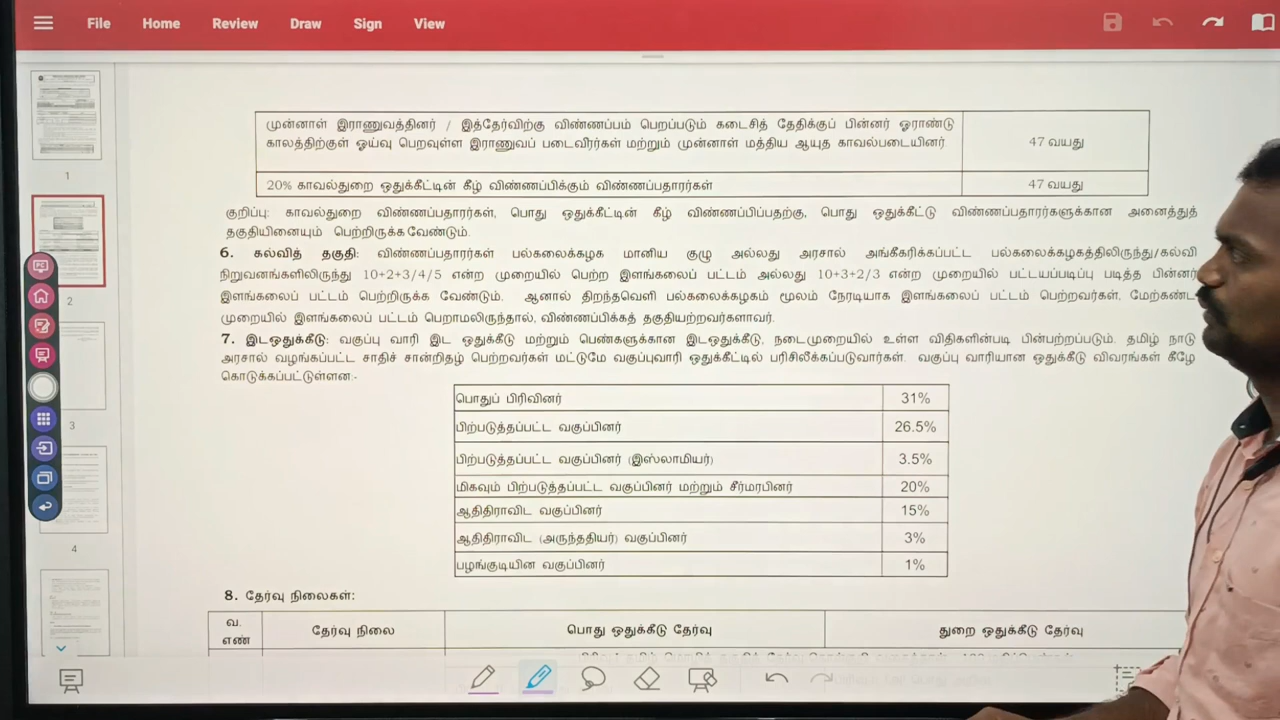 File Home Review Draw Sign View
முன்னாள் இராணுவத்தினர் / இத்தேர்விற்கு விண்ணப்பம் பெறப்படும் கடைசித் தேதிக்குப் பின்னர் ஓராண்டு
காலத்திற்குள் ஓய்வு பெறவுள்ள இராணுவப் படைவீரர்கள் மற்றும் முன்னாள் மத்திய ஆயுத காவல்படையினர் 47 வயது
20% காவல்துறை ஒதுக்கீட்டின் கீழ் விண்ணப்பிக்கும் விண்ணப்பதாரர்கள் 47 வயது
குறிப்பு: காவல்துறை விண்ணப்பதாரர்கள், பொது ஒதுக்கீட்டின் கீழ் விண்ணப்பிப்பதற்கு, பொது ஒதுக்கீட்டு விண்ணப்பதாரர்களுக்கான அனைத்துத்
தகுதியினையும் பெற்றிருக்க வேண்டும்.
6. கல்வித் தகுதி: விண்ணப்பதாரர்கள் பல்கலைக்கழக மானிய குழு அல்லது அரசால் அங்கீகரிக்கப்பட்ட பல்கலைக்கழகத்திலிருந்து/கல்வி
நிறுவனங்களிலிருந்து 10+2+3/4/5 என்ற முறையில் பெற்ற இளங்கலைப் பட்டம் அல்லது 10+3+2/3 என்ற முறையில் பட்டயப்படிப்பு படித்த பின்னர்
இளங்கலைப் பட்டம் பெற்றிருக்க வேண்டும். ஆனால் திறந்தவெளி பல்கலைக்கழகம் மூலம் நேரடியாக இளங்கலைப் பட்டம் பெற்றவர்கள், மேற்கண்ட
முறையில் இளங்கலைப் பட்டம் பெறாமலிருந்தால், விண்ணப்பிக்கத் தகுதியற்றவர்களாவர்.
7. இடஒதுக்கீடு: வகுப்பு வாரி இட ஒதுக்கீடு மற்றும் பெண்களுக்கான இடஒதுக்கீடு, நடைமுறையில் உள்ள விதிகளின்படி பின்பற்றப்படும். தமிழ் நாடு
அரசால் வழங்கப்பட்ட சாதிச் சான்றிதழ் பெற்றவர்கள் மட்டுமே வகுப்புவாரி ஒதுக்கீட்டில் பரிசீலிக்கப்படுவார்கள். வகுப்பு வாரியான ஒதுக்கீடு விவரங்கள் கீழே
கொடுக்கப்பட்டுள்ளன:-
பொதுப் பிரிவினர் 31%
பிற்படுத்தப்பட்ட வகுப்பினர் 26.5%
பிற்படுத்தப்பட்ட வகுப்பினர் (இஸ்லாமியர்) 3.5%
மிகவும் பிற்படுத்தப்பட்ட வகுப்பினர் மற்றும் சீர்மரபினர் 20%
ஆதிதிராவிட வகுப்பினர் 15%
ஆதிதிராவிட (அருந்ததியர்) வகுப்பினர் 3%
பழங்குடியின வகுப்பினர் 1%
8. தேர்வு நிலைகள்:
வ.
எண் தேர்வு நிலை பொது ஒதுக்கீடு தேர்வு துறை ஒதுக்கீடு தேர்வு
1
2
3
4